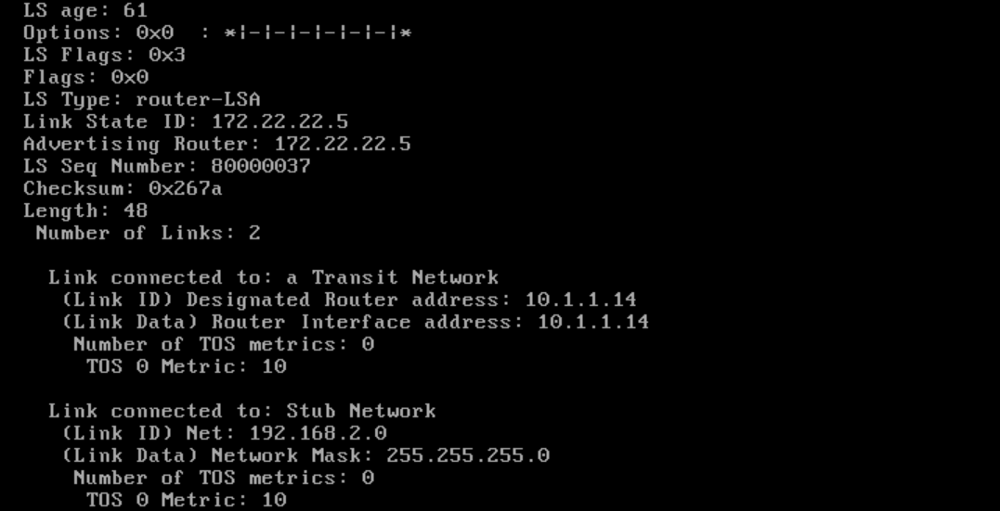 LS age: 61
Options: 0x0  : *|-|-|-|-|-|-|*
LS Flags: 0x3
Flags: 0x0
LS Type: router-LSA
Link State ID: 172.22.22.5
Advertising Router: 172.22.22.5
LS Seq Number: 80000037
Checksum: 0x267a
Length: 48
Number of Links: 2
Link connected to: a Transit Network
(Link ID) Designated Router address: 10.1.1.14
(Link Data) Router Interface address: 10.1.1.14
Number of TOS metrics: 0
TOS 0 Metric: 10
Link connected to: Stub Network
(Link ID) Net: 192.168.2.0
(Link Data) Network Mask: 255.255.255.0
Number of TOS metrics: 0
TOS 0 Metric: 10